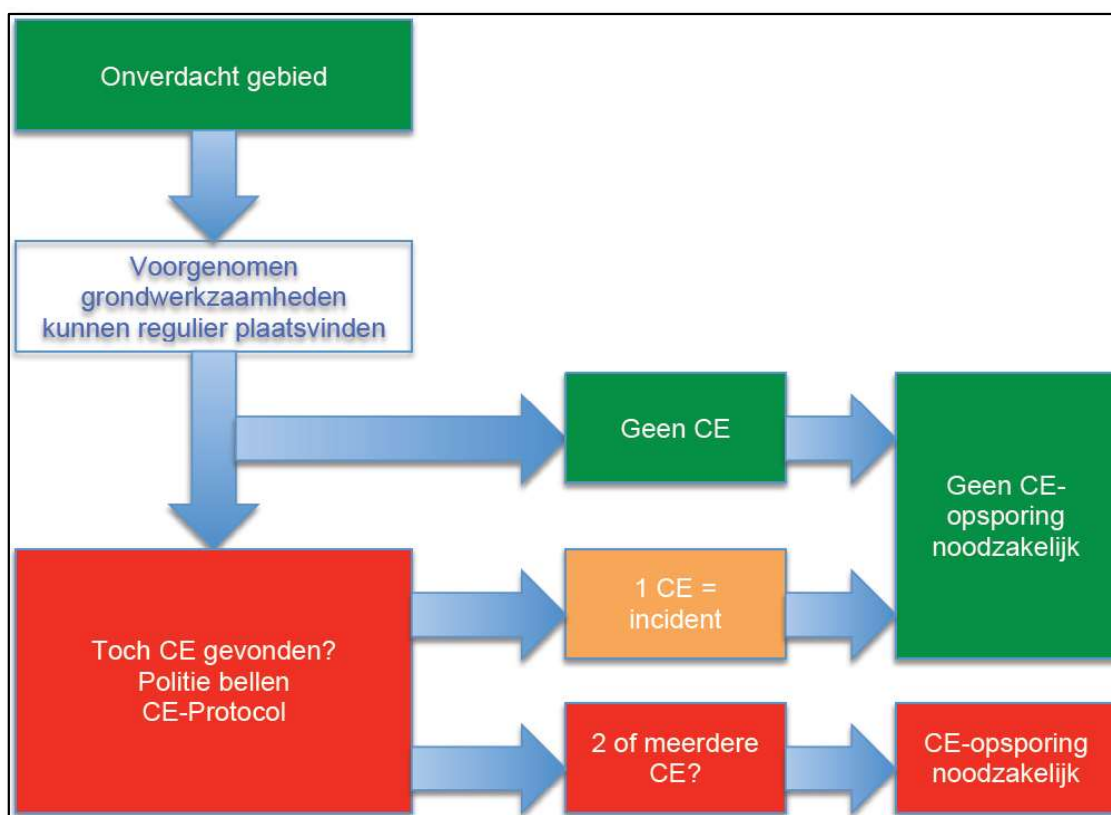 Onverdacht gebied
Voorgenomen
grondwerkzaamheden
kunnen regulier plaatsvinden
Geen CE
Geen CE-
opsporing
noodzakelijk
Toch CE gevonden?
Politie bellen
CE-Protocol
1 CE =
incident
2 of meerdere
CE?
CE-opsporing
noodzakelijk